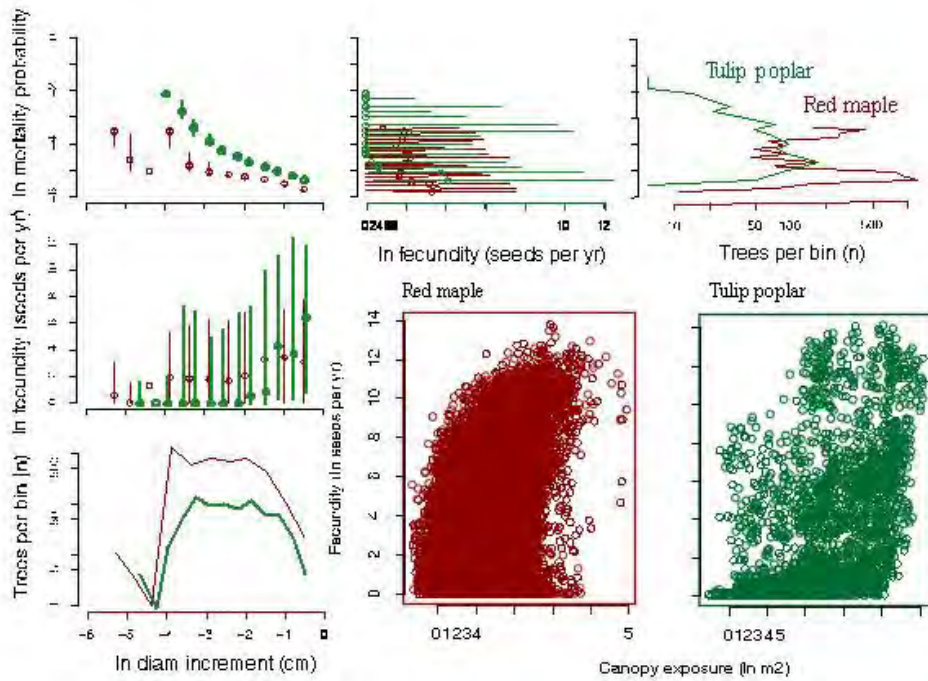 ln mortality probability
Tulip poplar
Red maple
10 12
50 500
ln fecundity (seeds per yr)
Trees per bin (n)
ln fecundity (seeds per yr)
Red maple
Tulip poplar
Fecundity (ln seeds per yr)
0 2 4 6 8 10 12 14
Trees per bin (n)
-6 -5 -4 -3 -2 -1 0
ln diam increment (cm)
01234 5
012345
Canopy exposure (ln m2)